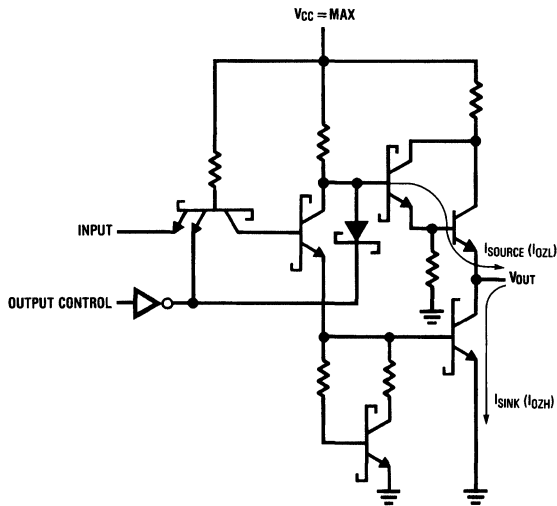 VCC = MAX
INPUT
ISOURCE (IOZL)
VOUT
OUTPUT CONTROL
ISINK (IOZH)